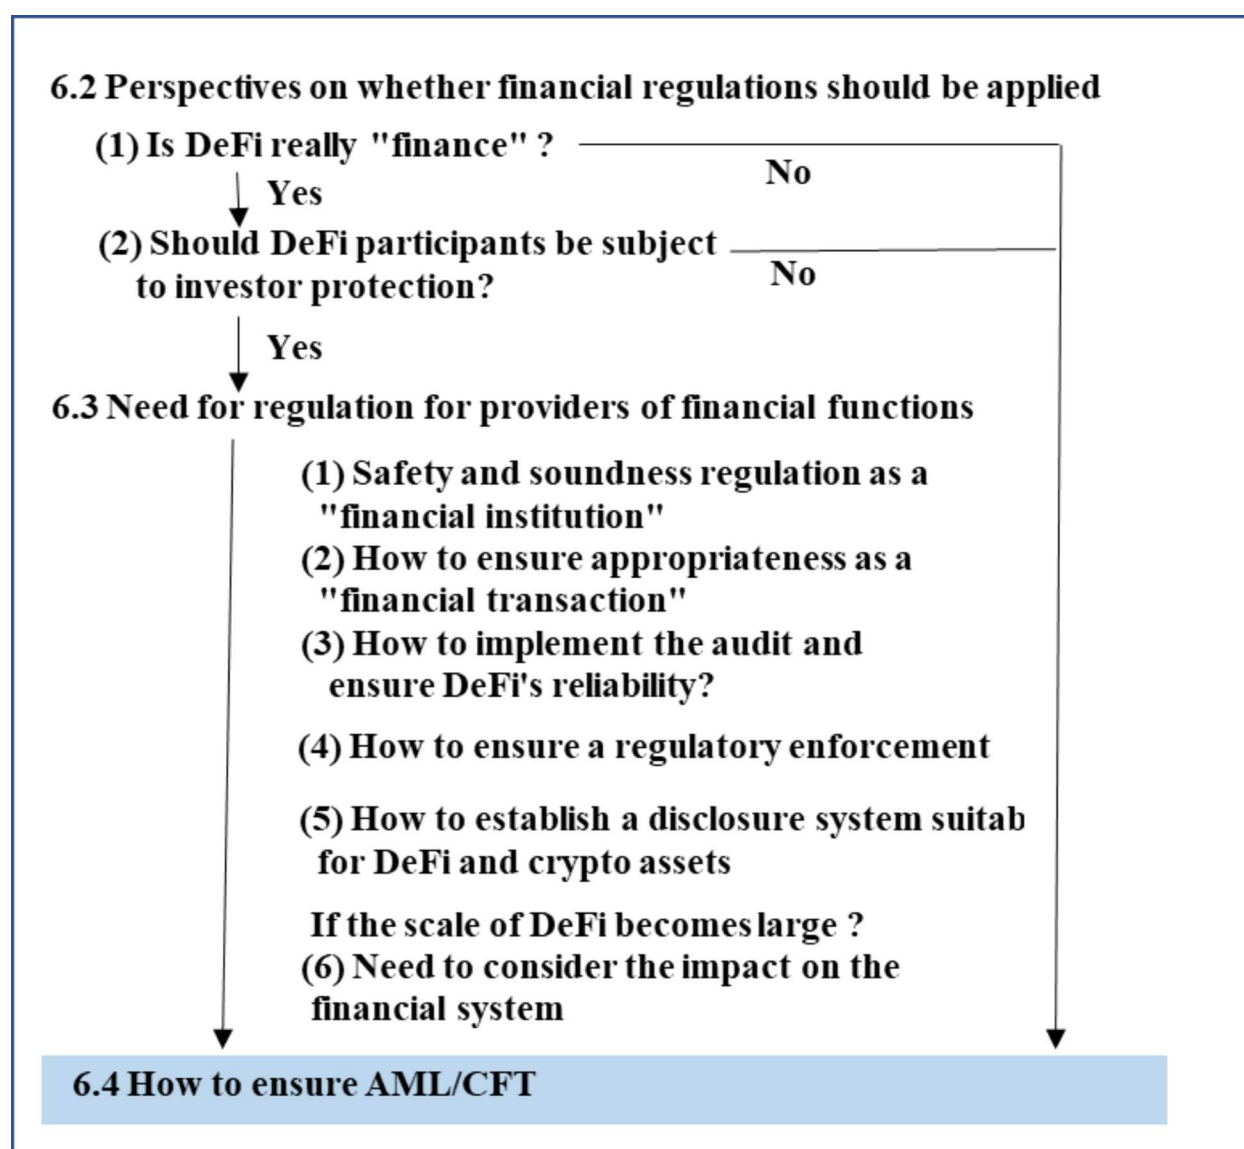 6.2 Perspectives on whether financial regulations should be applied
(1) Is DeFi really "finance" ?
No
Yes
(2) Should DeFi participants be subject
to investor protection?
No
Yes
6.3 Need for regulation for providers of financial functions
(1) Safety and soundness regulation as a
"financial institution"
(2) How to ensure appropriateness as a
"financial transaction"
(3) How to implement the audit and
ensure DeFi's reliability?
(4) How to ensure a regulatory enforcement
(5) How to establish a disclosure system suitab
for DeFi and crypto assets
If the scale of DeFi becomes large ?
(6) Need to consider the impact on the
financial system
6.4 How to ensure AML/CFT